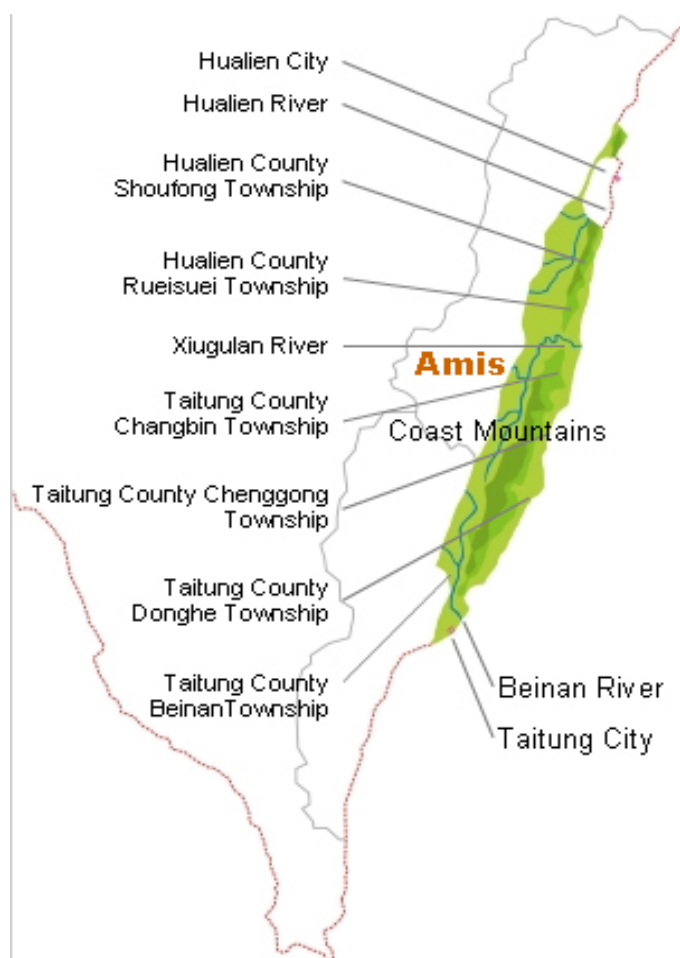 Hualien City
Hualien River
Hualien County
Shoufong Township
Hualien County
Rueisuei Township
Xiugulan River
Amis
Taitung County
Changbin Township
Coast Mountains
Taitung County Chenggong
Township
Taitung County
Donghe Township
Taitung County
BeinanTownship
Beinan River
Taitung City